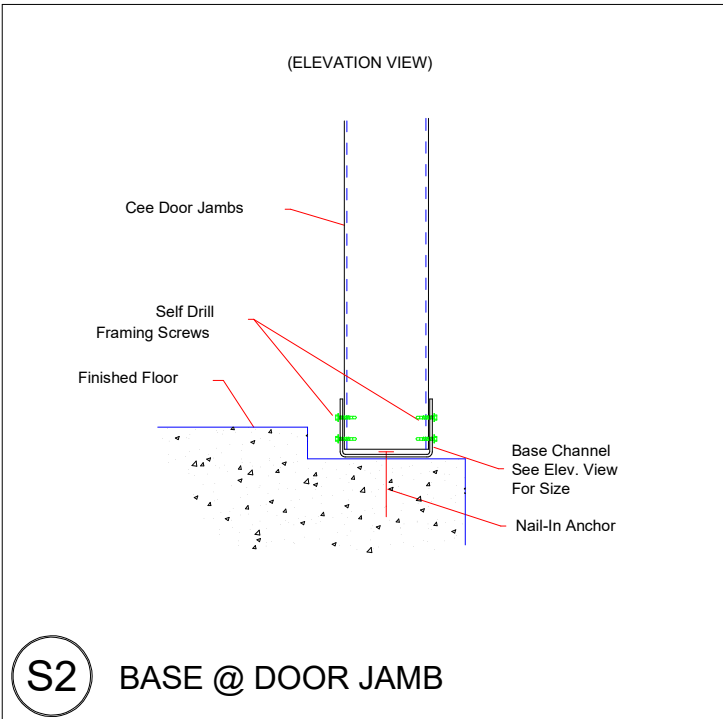 (ELEVATION VIEW)
Cee Door Jambs
Self Drill
Framing Screws
Finished Floor
Base Channel
See Elev. View
For Size
Nail-In Anchor
S2
BASE @ DOOR JAMB